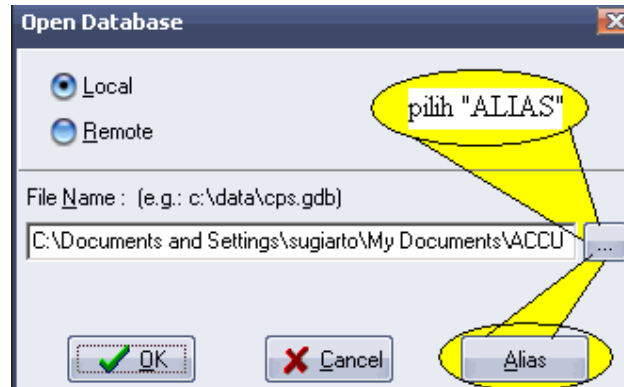 Open Database
Local
pilih "ALIAS"
Remote
File Name : (e.g.: c:\data\cps.gdb)
C:\Documents and Settings\sugiarto\My Documents\ACCU
...
OK
Cancel
Alias